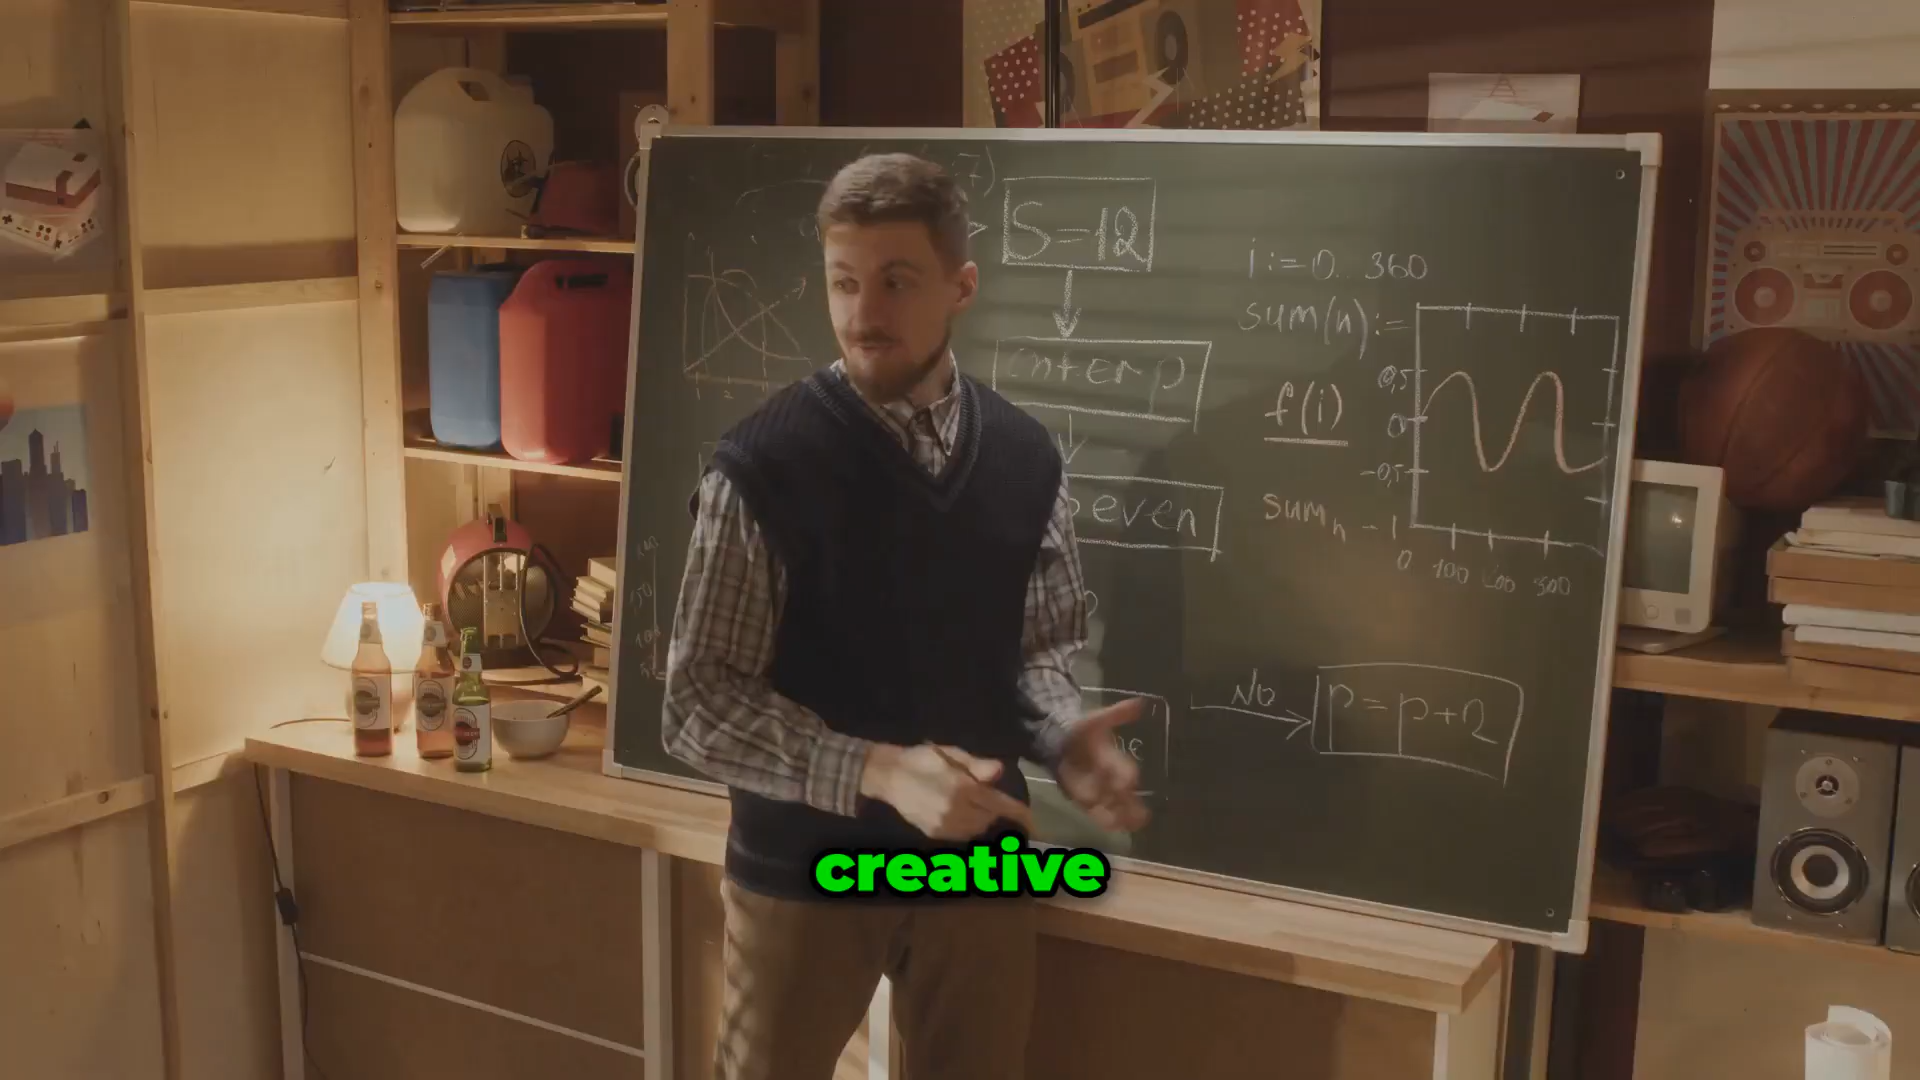 S=12
interp
even
i:=0..360
sum(n):=
f(i)
0,5
0
-0,5
sum n - 1
0 100 200 300
No
p=p+2
creative